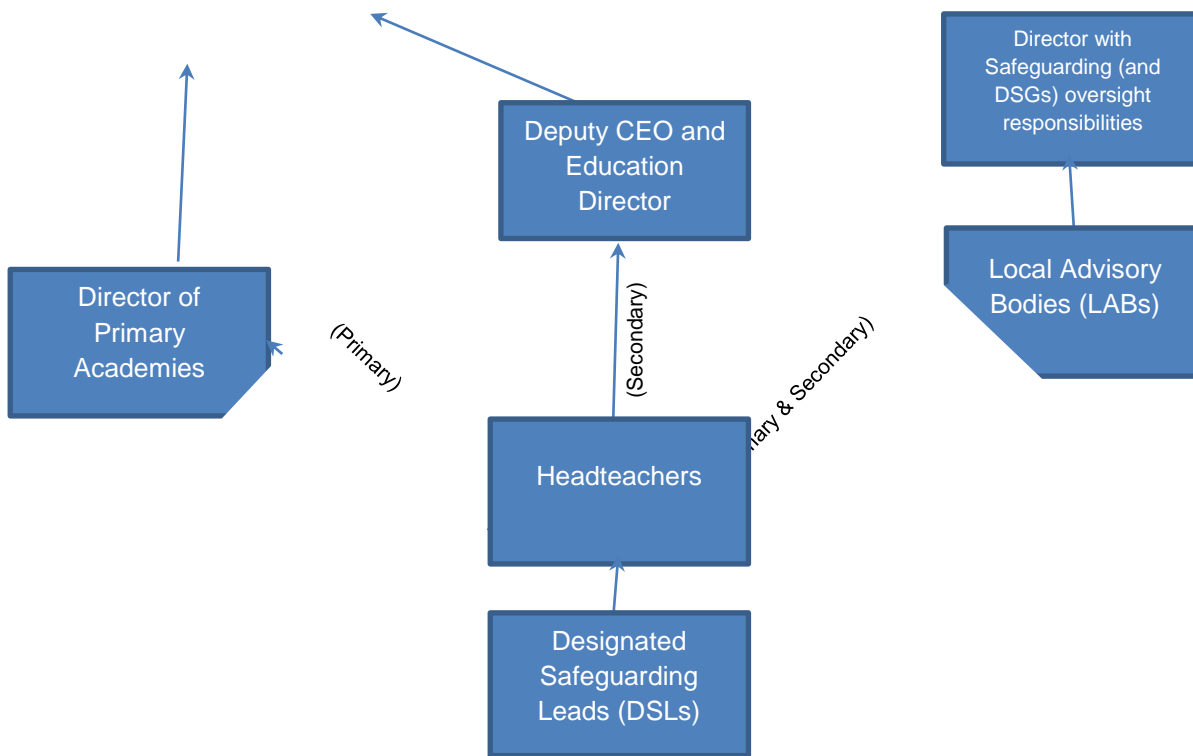 Director with
Safeguarding (and
DSGs) oversight
responsibilities
Deputy CEO and
Education
Director
Local Advisory
Bodies (LABs)
Director of
Primary
Academies
(Primary)
(Secondary)
& Secondary)
Headteachers
Designated
Safeguarding
Leads (DSLs)